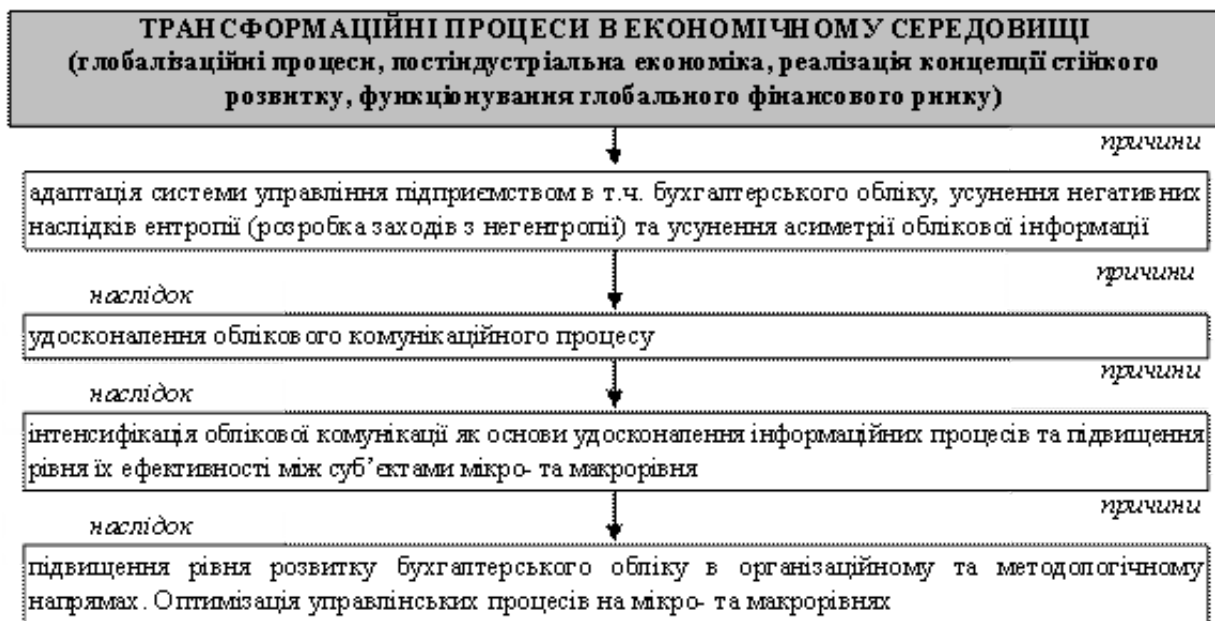 ТРАНСФОРМАЦІЙНІ ПРОЦЕСИ В ЕКОНОМІЧНОМУ СЕРЕДОВИЩІ
(глобалізаційні процеси, постіндустріальна економіка, реалізація концепції стійкого
розвитку, функціонування глобального фінансового ринку)
причини
адаптація системи управління підприємством в т.ч. бухгалтерського обліку, усунення негативних
наслідків ентропії (розробка заходів з негентропії) та усунення асиметрії облікової інформації
причини
наслідок
удосконалення облікового комунікаційного процесу
причини
наслідок
інтенсифікація облікової комунікації як основи удосконалення інформаційних процесів та підвищення
рівня їх ефективності між суб’єктами мікро- та макрорівня
причини
наслідок
підвищення рівня розвитку бухгалтерського обліку в організаційному та методологічному
напрямах. Оптимізація управлінських процесів на мікро- та макрорівнях